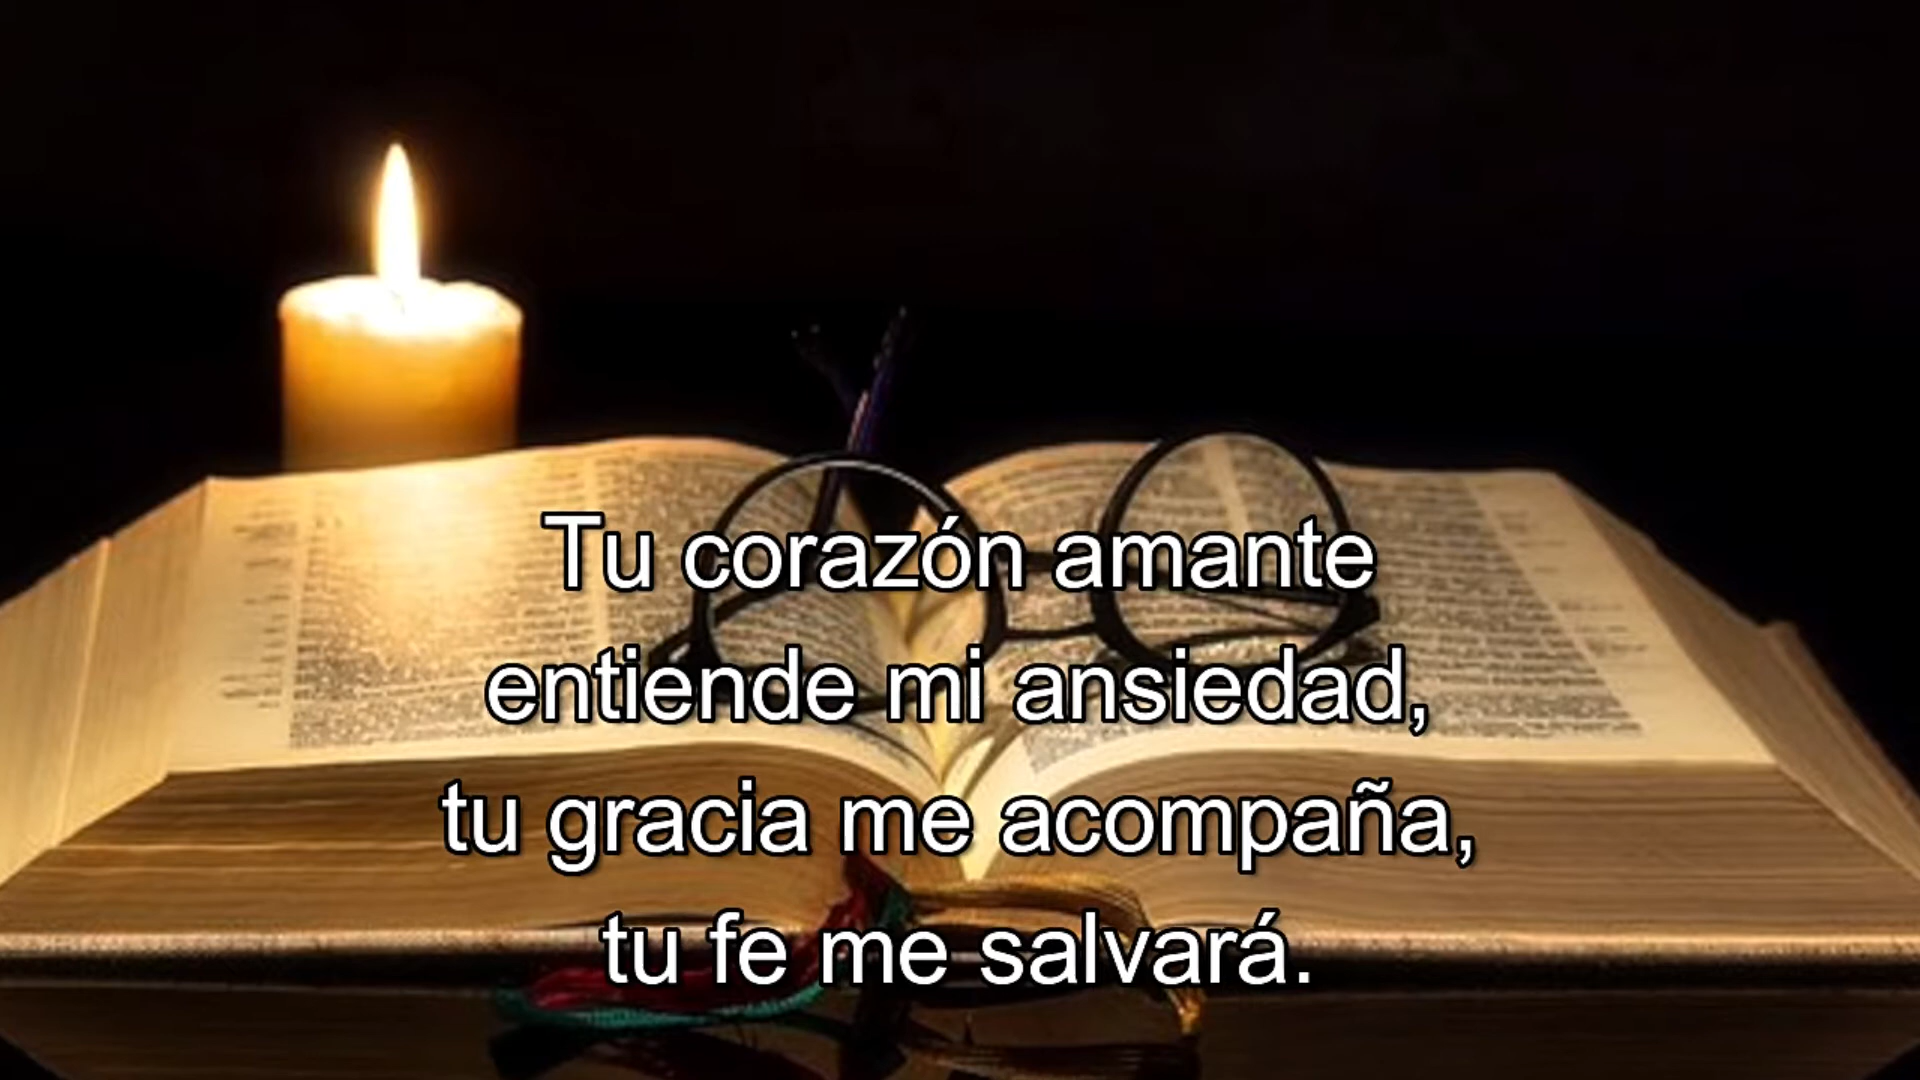 Tu corazón amante
entiende mi ansiedad,
tu gracia me acompaña,
tu fe me salvará.